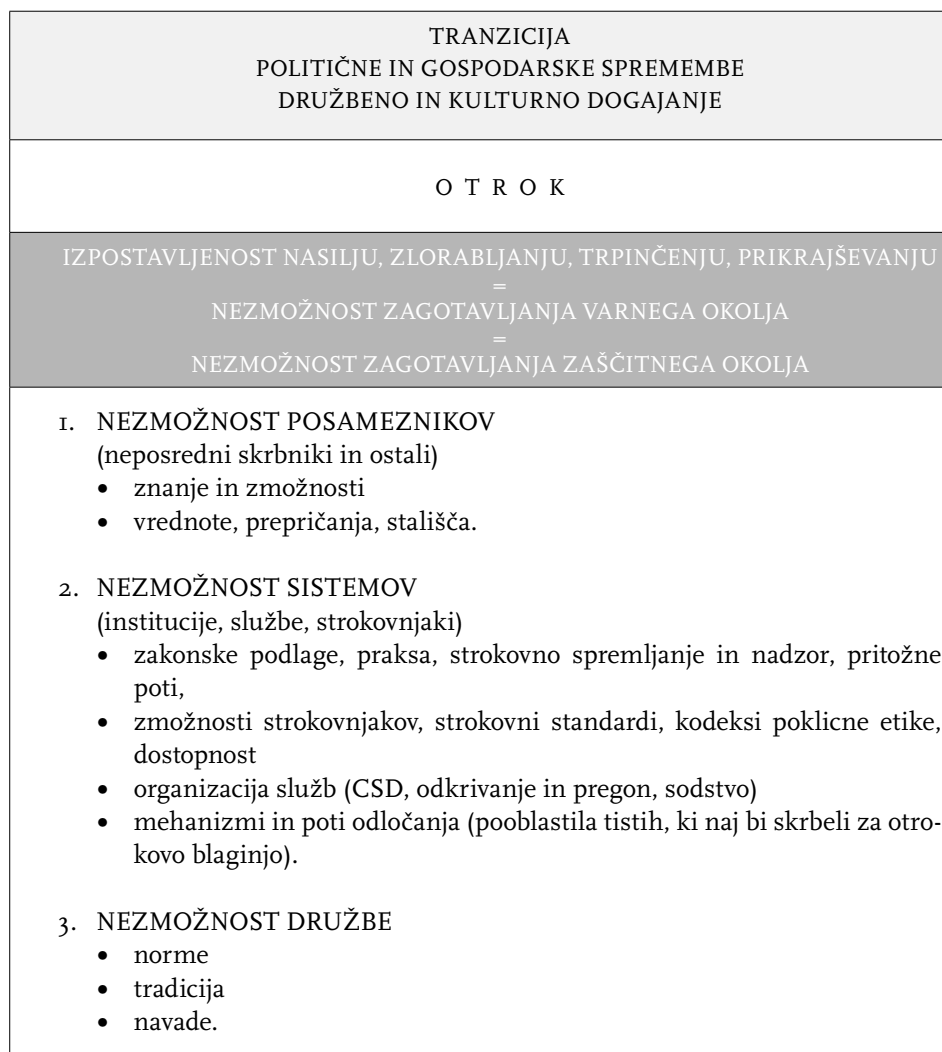 TRANZICIJA
POLITIČNE IN GOSPODARSKE SPREMEMBE
DRUŽBENO IN KULTURNO DOGAJANJE
O T R O K
IZPOSTAVLJENOST NASILJU, ZLORABLJANJU, TRPINČENJU, PRIKRAJŠEVANJU
=
NEZMOŽNOST ZAGOTAVLJANJA VARNEGA OKOLJA
=
NEZMOŽNOST ZAGOTAVLJANJA ZAŠČITNEGA OKOLJA
1. NEZMOŽNOST POSAMEZNIKOV
(neposredni skrbniki in ostali)
• znanje in zmožnosti
• vrednote, prepričanja, stališča.
2. NEZMOŽNOST SISTEMOV
(institucije, službe, strokovnjaki)
• zakonske podlage, praksa, strokovno spremljanje in nadzor, pritožne
poti,
• zmožnosti strokovnjakov, strokovni standardi, kodeksi poklicne etike,
dostopnost
• organizacija služb (CSD, odkrivanje in pregon, sodstvo)
• mehanizmi in poti odločanja (pooblastila tistih, ki naj bi skrbeli za otro-
kovo blaginjo).
3. NEZMOŽNOST DRUŽBE
• norme
• tradicija
• navade.